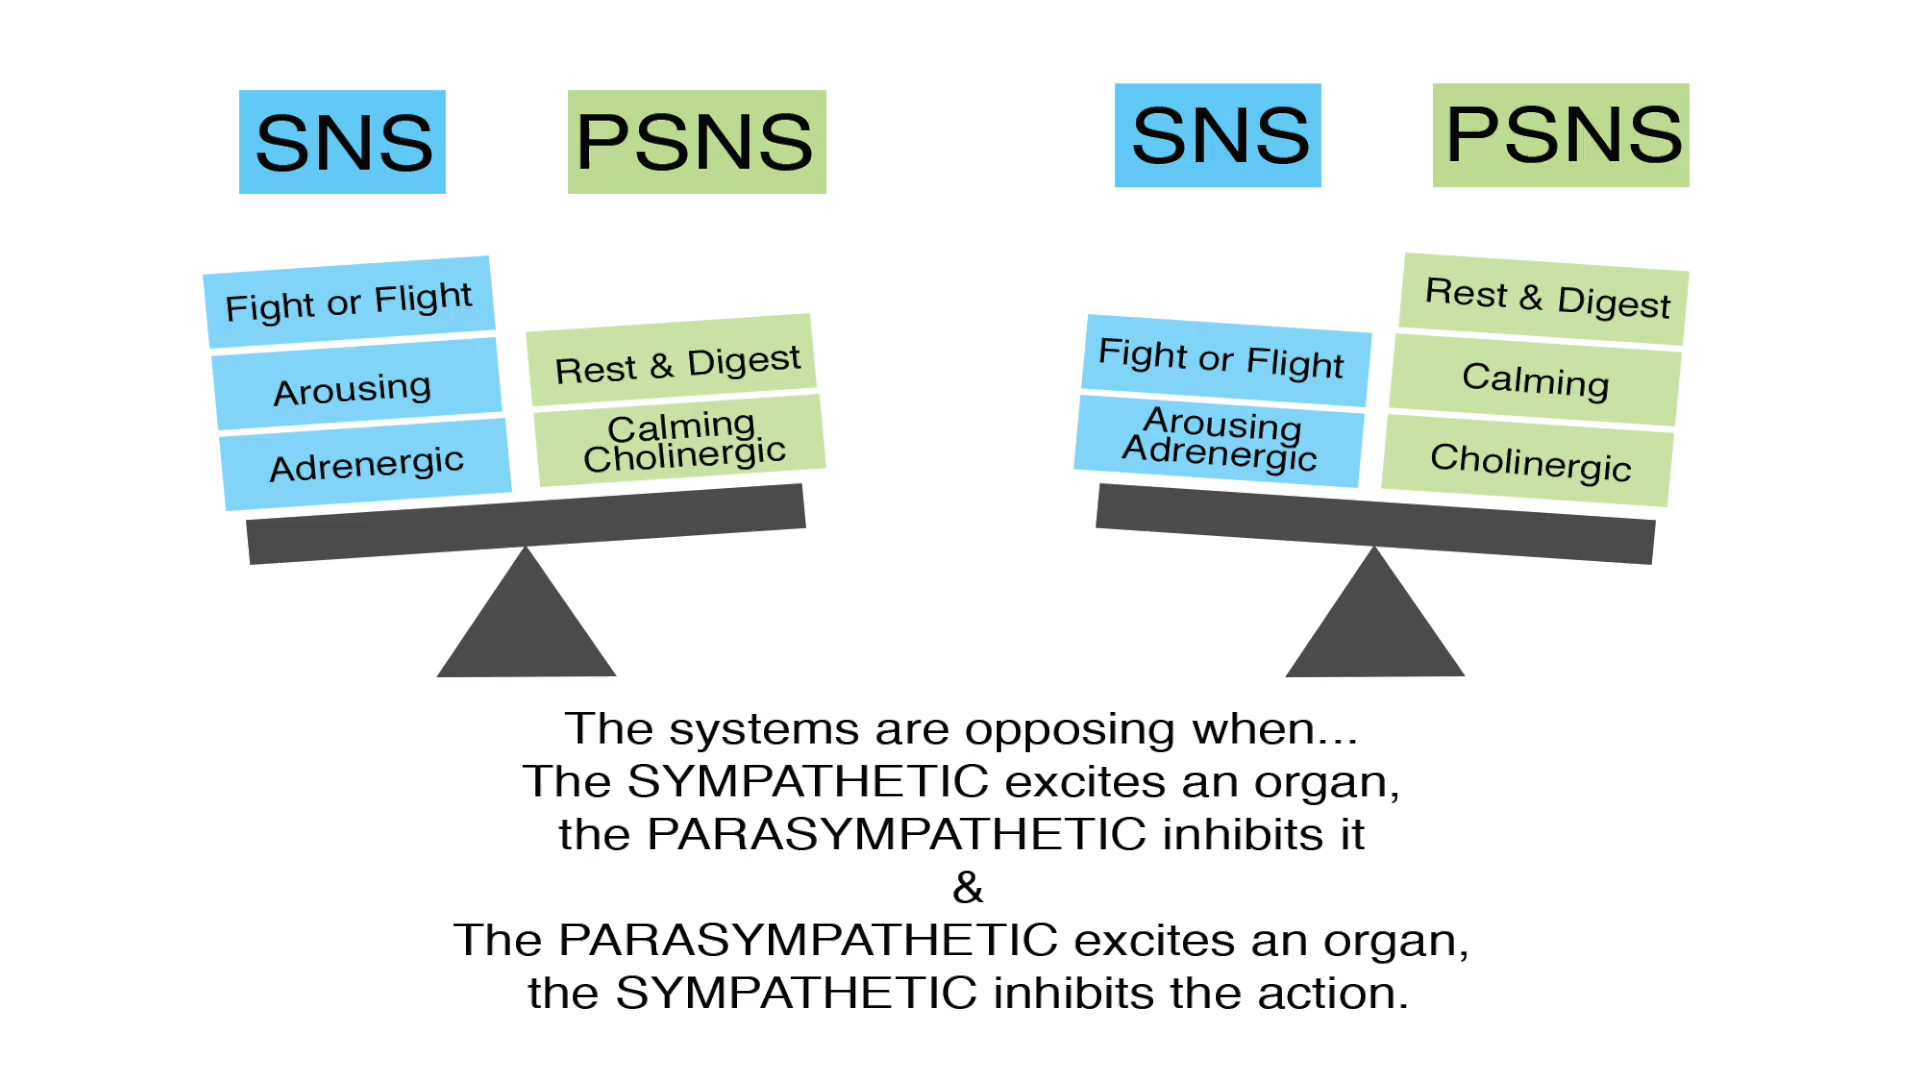 SNS
PSNS
Fight or Flight
Arousing
Adrenergic
Rest & Digest
Calming
Cholinergic
SNS
PSNS
Fight or Flight
Arousing
Adrenergic
Rest & Digest
Calming
Cholinergic
The systems are opposing when...
The SYMPATHETIC excites an organ,
the PARASYMPATHETIC inhibits it
&
The PARASYMPATHETIC excites an organ,
the SYMPATHETIC inhibits the action.